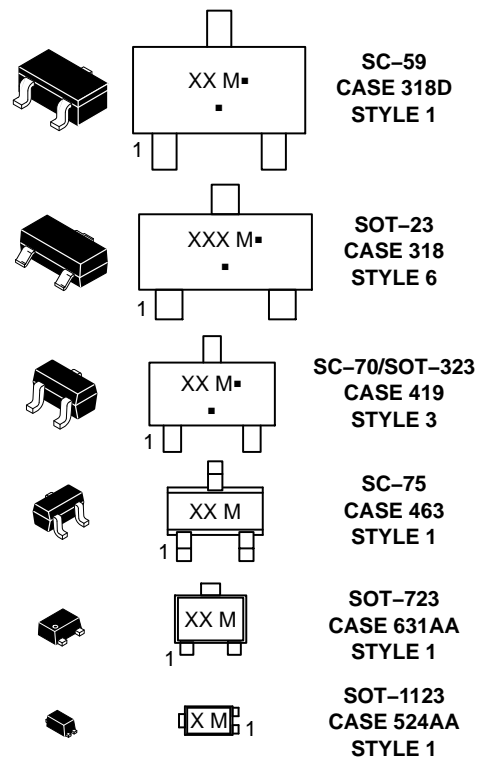 XX M▪
▪
1
SC–59
CASE 318D
STYLE 1
XXX M▪
▪
1
SOT–23
CASE 318
STYLE 6
XX M▪
▪
1
SC–70/SOT–323
CASE 419
STYLE 3
XX M
1
SC–75
CASE 463
STYLE 1
XX M
1
SOT–723
CASE 631AA
STYLE 1
X M
1
SOT–1123
CASE 524AA
STYLE 1